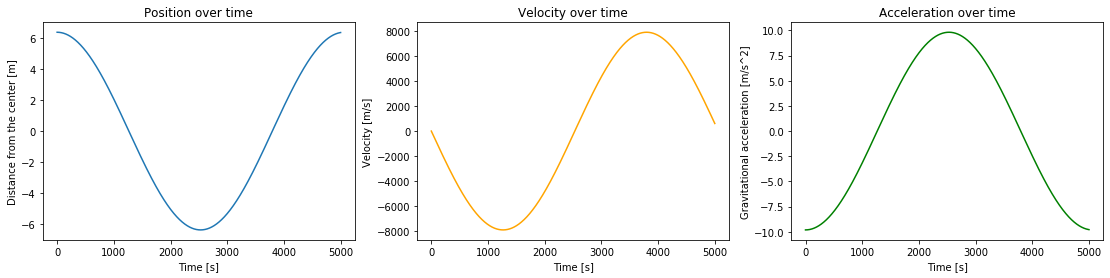 Position over time
Distance from the center [m]
6
4
2
0
−2
−4
−6
0 1000 2000 3000 4000 5000
Time [s]
Velocity over time
Velocity [m/s]
8000
6000
4000
2000
0
−2000
−4000
−6000
−8000
0 1000 2000 3000 4000 5000
Time [s]
Acceleration over time
Gravitational acceleration [m/s^2]
10.0
7.5
5.0
2.5
0.0
−2.5
−5.0
−7.5
−10.0
0 1000 2000 3000 4000 5000
Time [s]